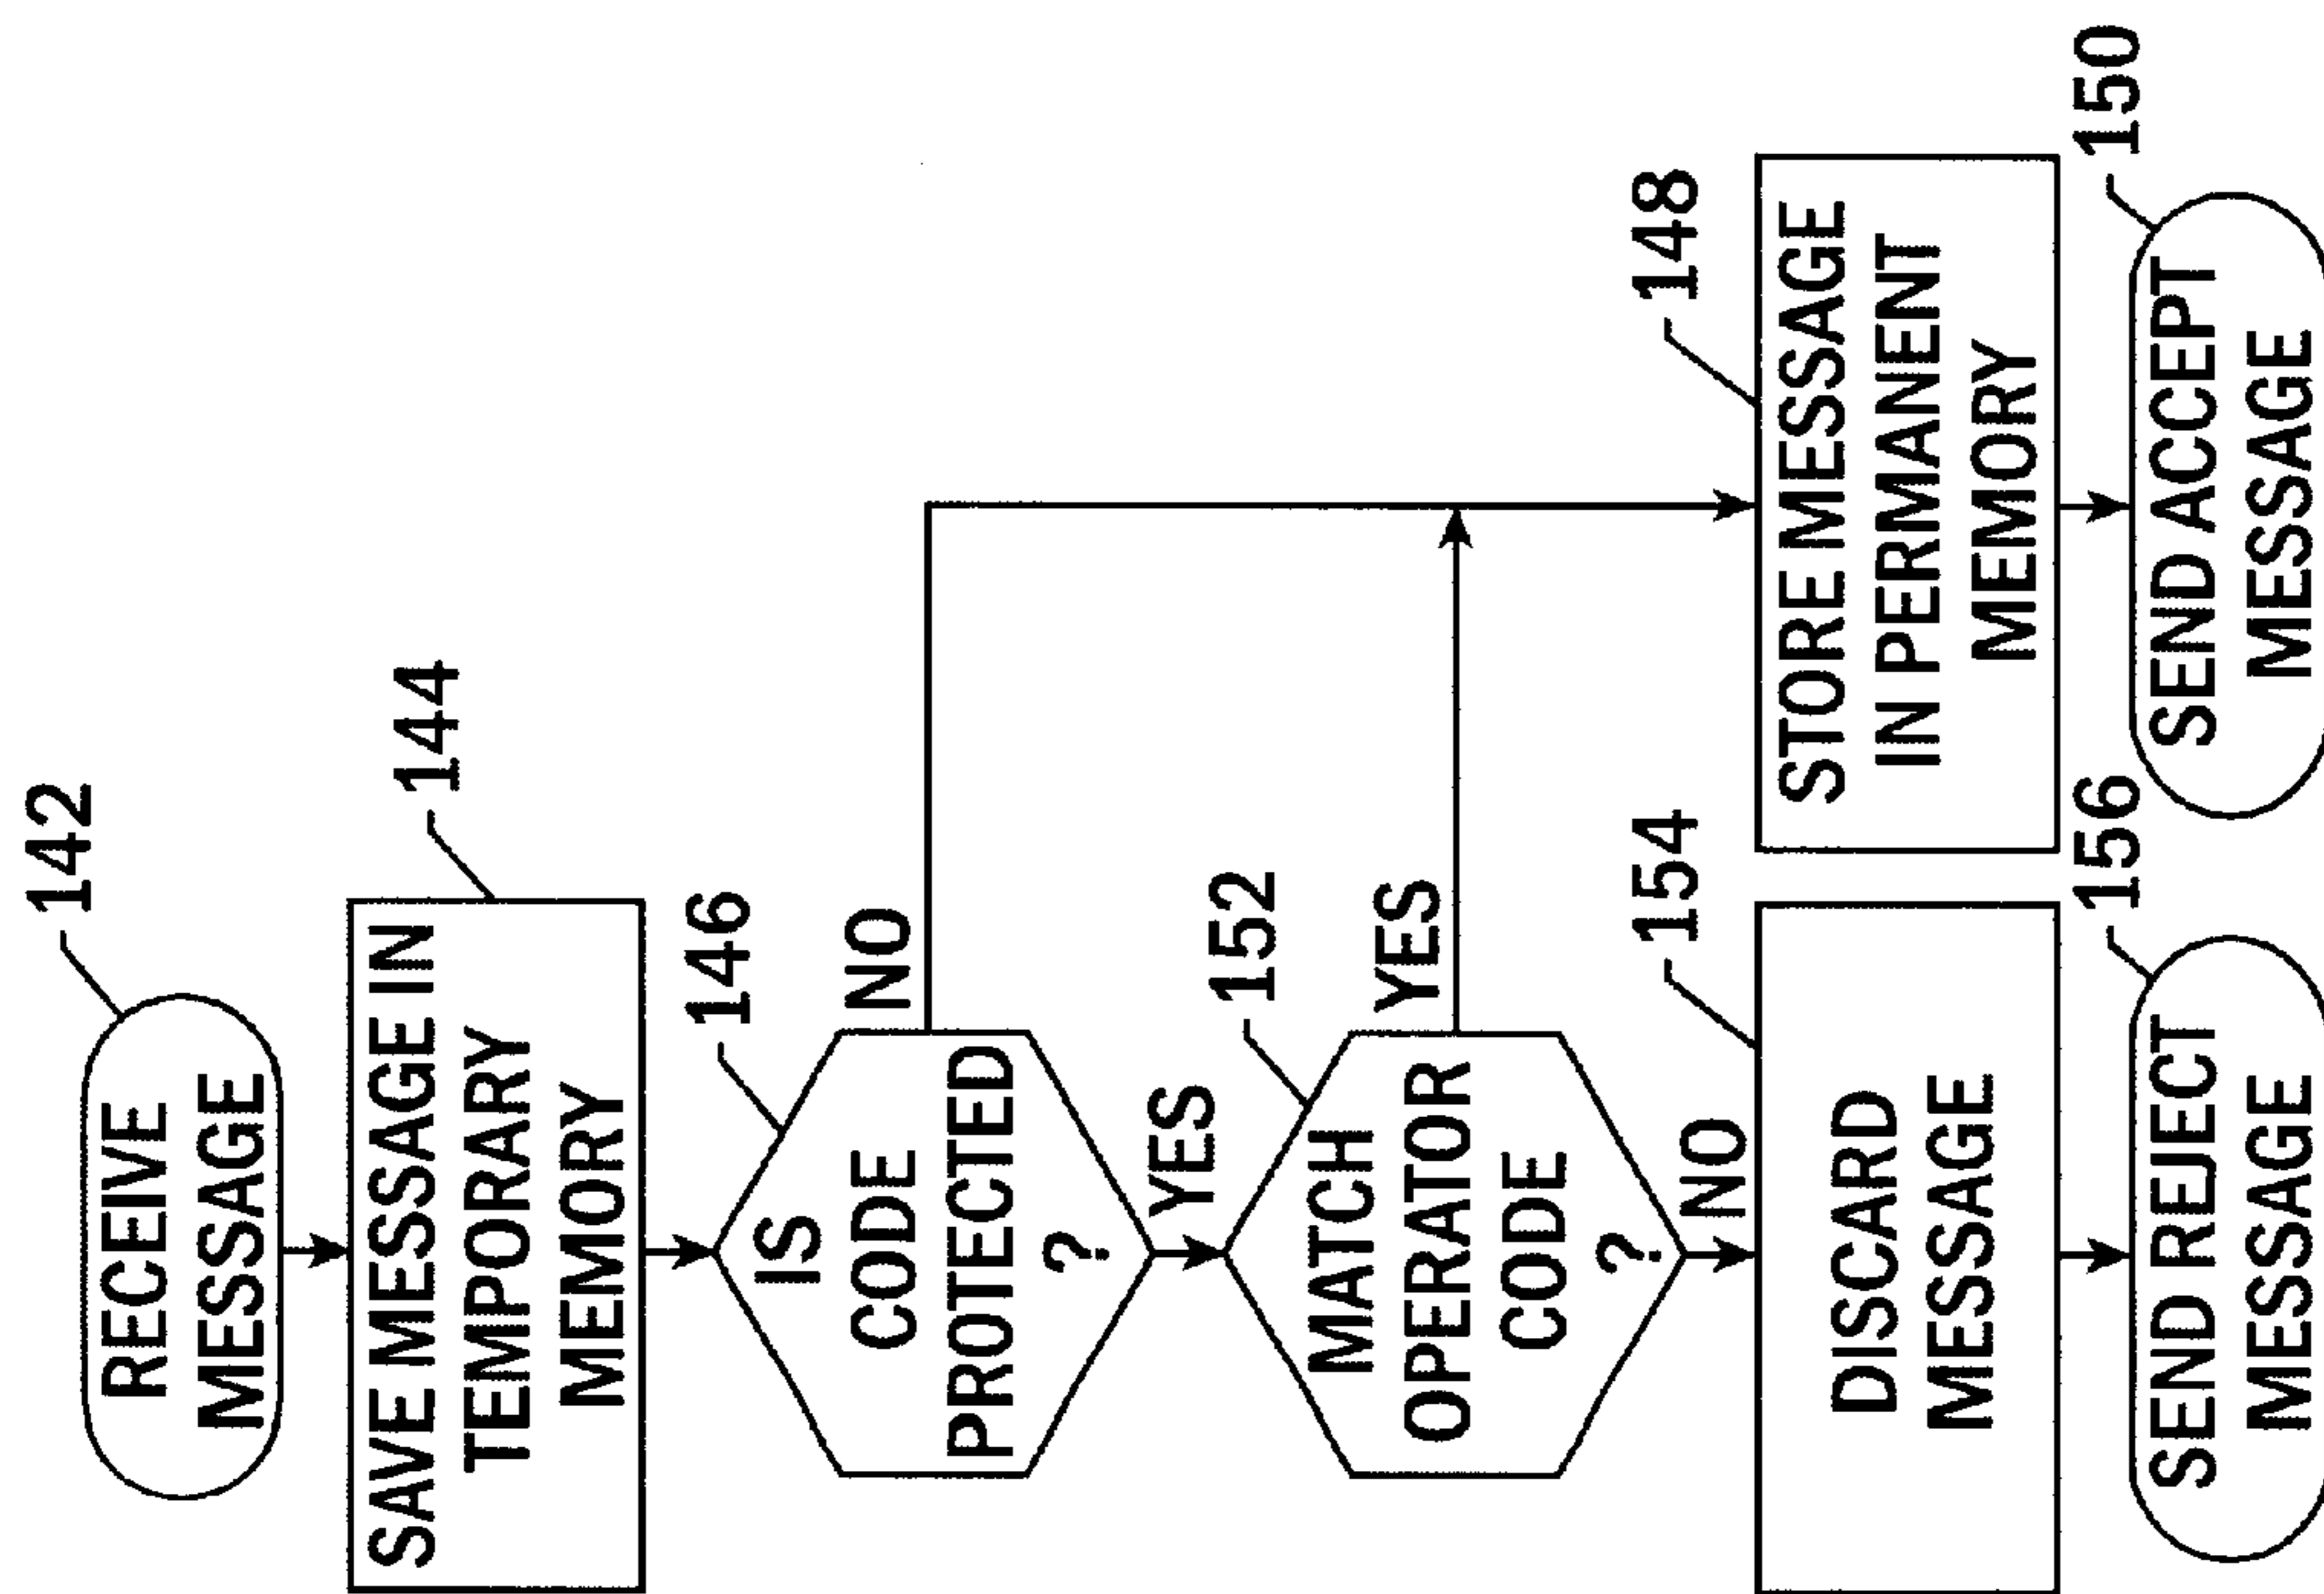 142
RECEIVE
MESSAGE
144
SAVE MESSAGE IN
TEMPORARY
MEMORY
146
IS
CODE
PROTECTED
?
NO
YES
152
MATCH
OPERATOR
CODE
?
YES
NO
154
DISCARD
MESSAGE
148
STORE MESSAGE
IN PERMANENT
MEMORY
156
SEND REJECT
MESSAGE
150
SEND ACCEPT
MESSAGE